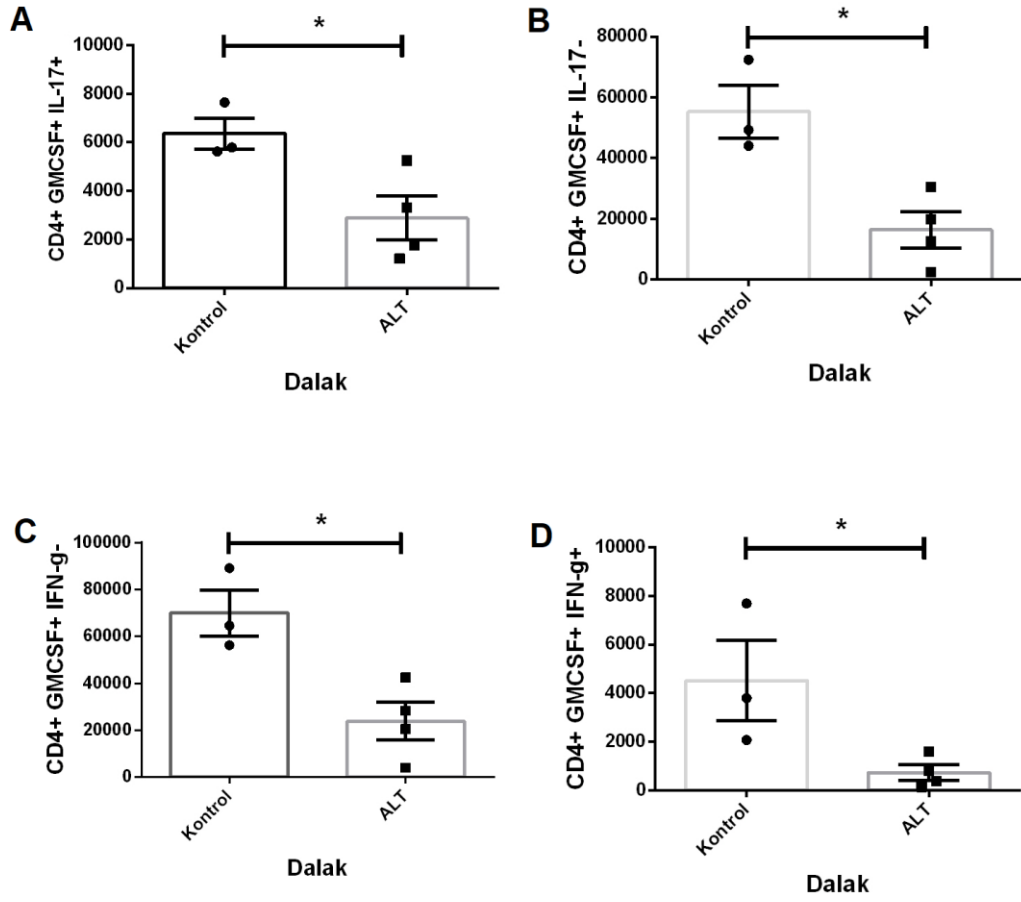 A
CD4+ GMCSF+ IL-17+
*
10000
8000
6000
4000
2000
0
Kontrol
ALT
Dalak
B
CD4+ GMCSF+ IL-17-
*
80000
60000
40000
20000
0
Kontrol
ALT
Dalak
C
CD4+ GMCSF+ IFN-g-
*
100000
80000
60000
40000
20000
0
Kontrol
ALT
Dalak
D
CD4+ GMCSF+ IFN-g+
*
10000
8000
6000
4000
2000
0
Kontrol
ALT
Dalak